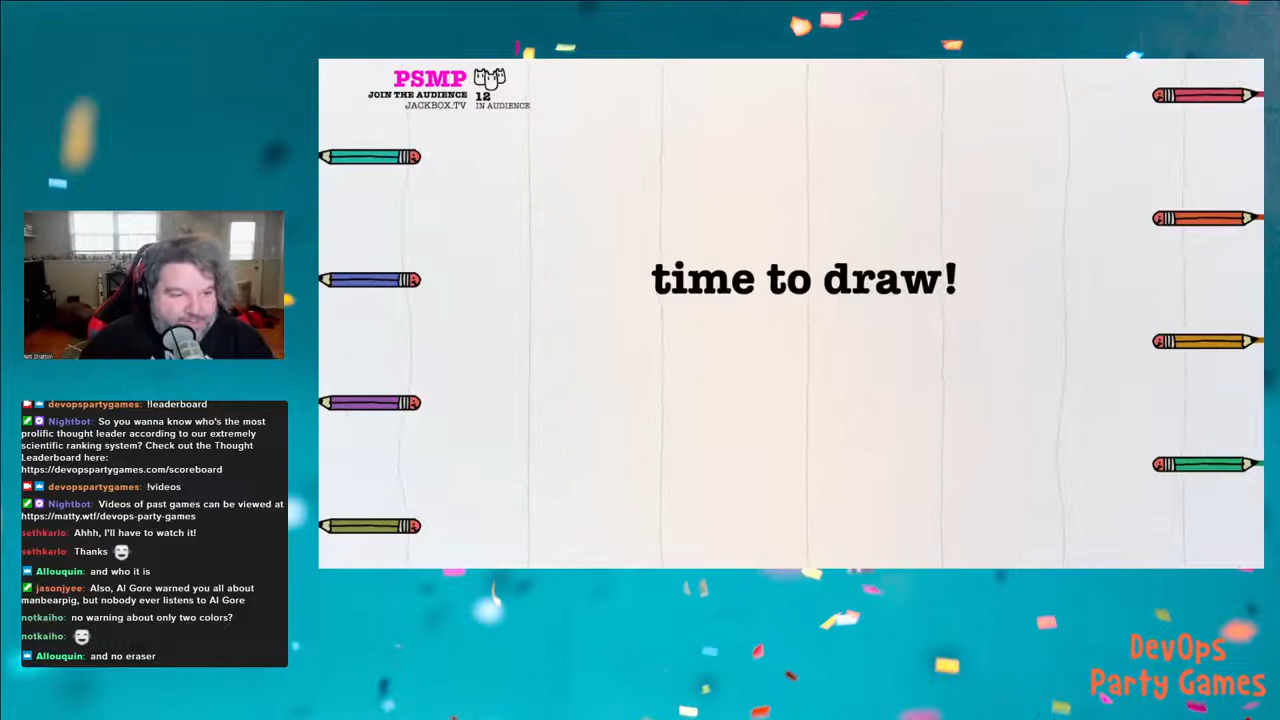 PSMP
JOIN THE AUDIENCE
JACKBOX.TV
12
IN AUDIENCE
time to draw!
Matt Stratton
devopspartygames: !leaderboard
Nightbot: So you wanna know who's the most
prolific thought leader according to our extremely
scientific ranking system? Check out the Thought
Leaderboard here:
https://devopspartygames.com/scoreboard
devopspartygames: !videos
Nightbot: Videos of past games can be viewed at
https://matty.wtf/devops-party-games
sethkarlo: Ahhh, I'll have to watch it!
sethkarlo: Thanks
Allouquin: and who it is
jasonjyee: Also, Al Gore warned you all about
manbearpig, but nobody ever listens to Al Gore
notkaiho: no warning about only two colors?
notkaiho:
Allouquin: and no eraser
DevOps
Party Games